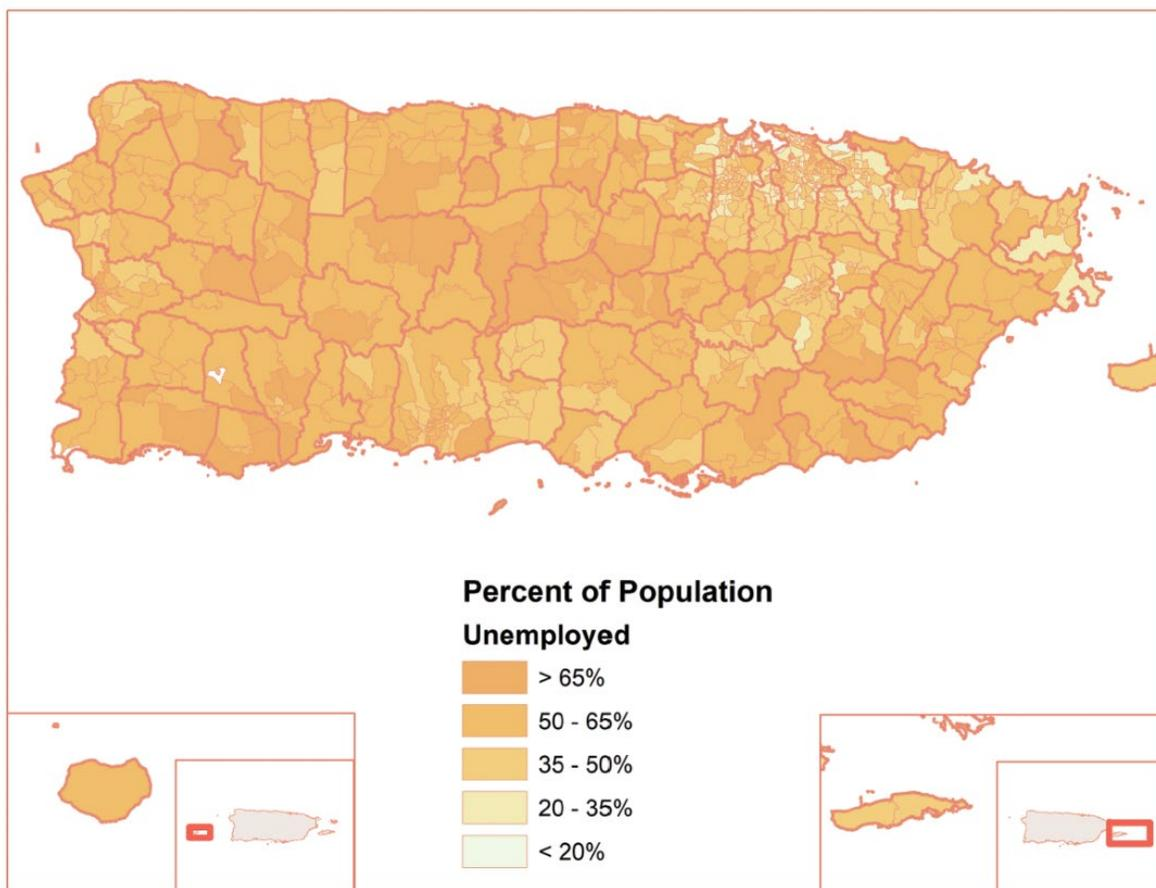 Percent of Population
Unemployed
> 65%
50 - 65%
35 - 50%
20 - 35%
< 20%